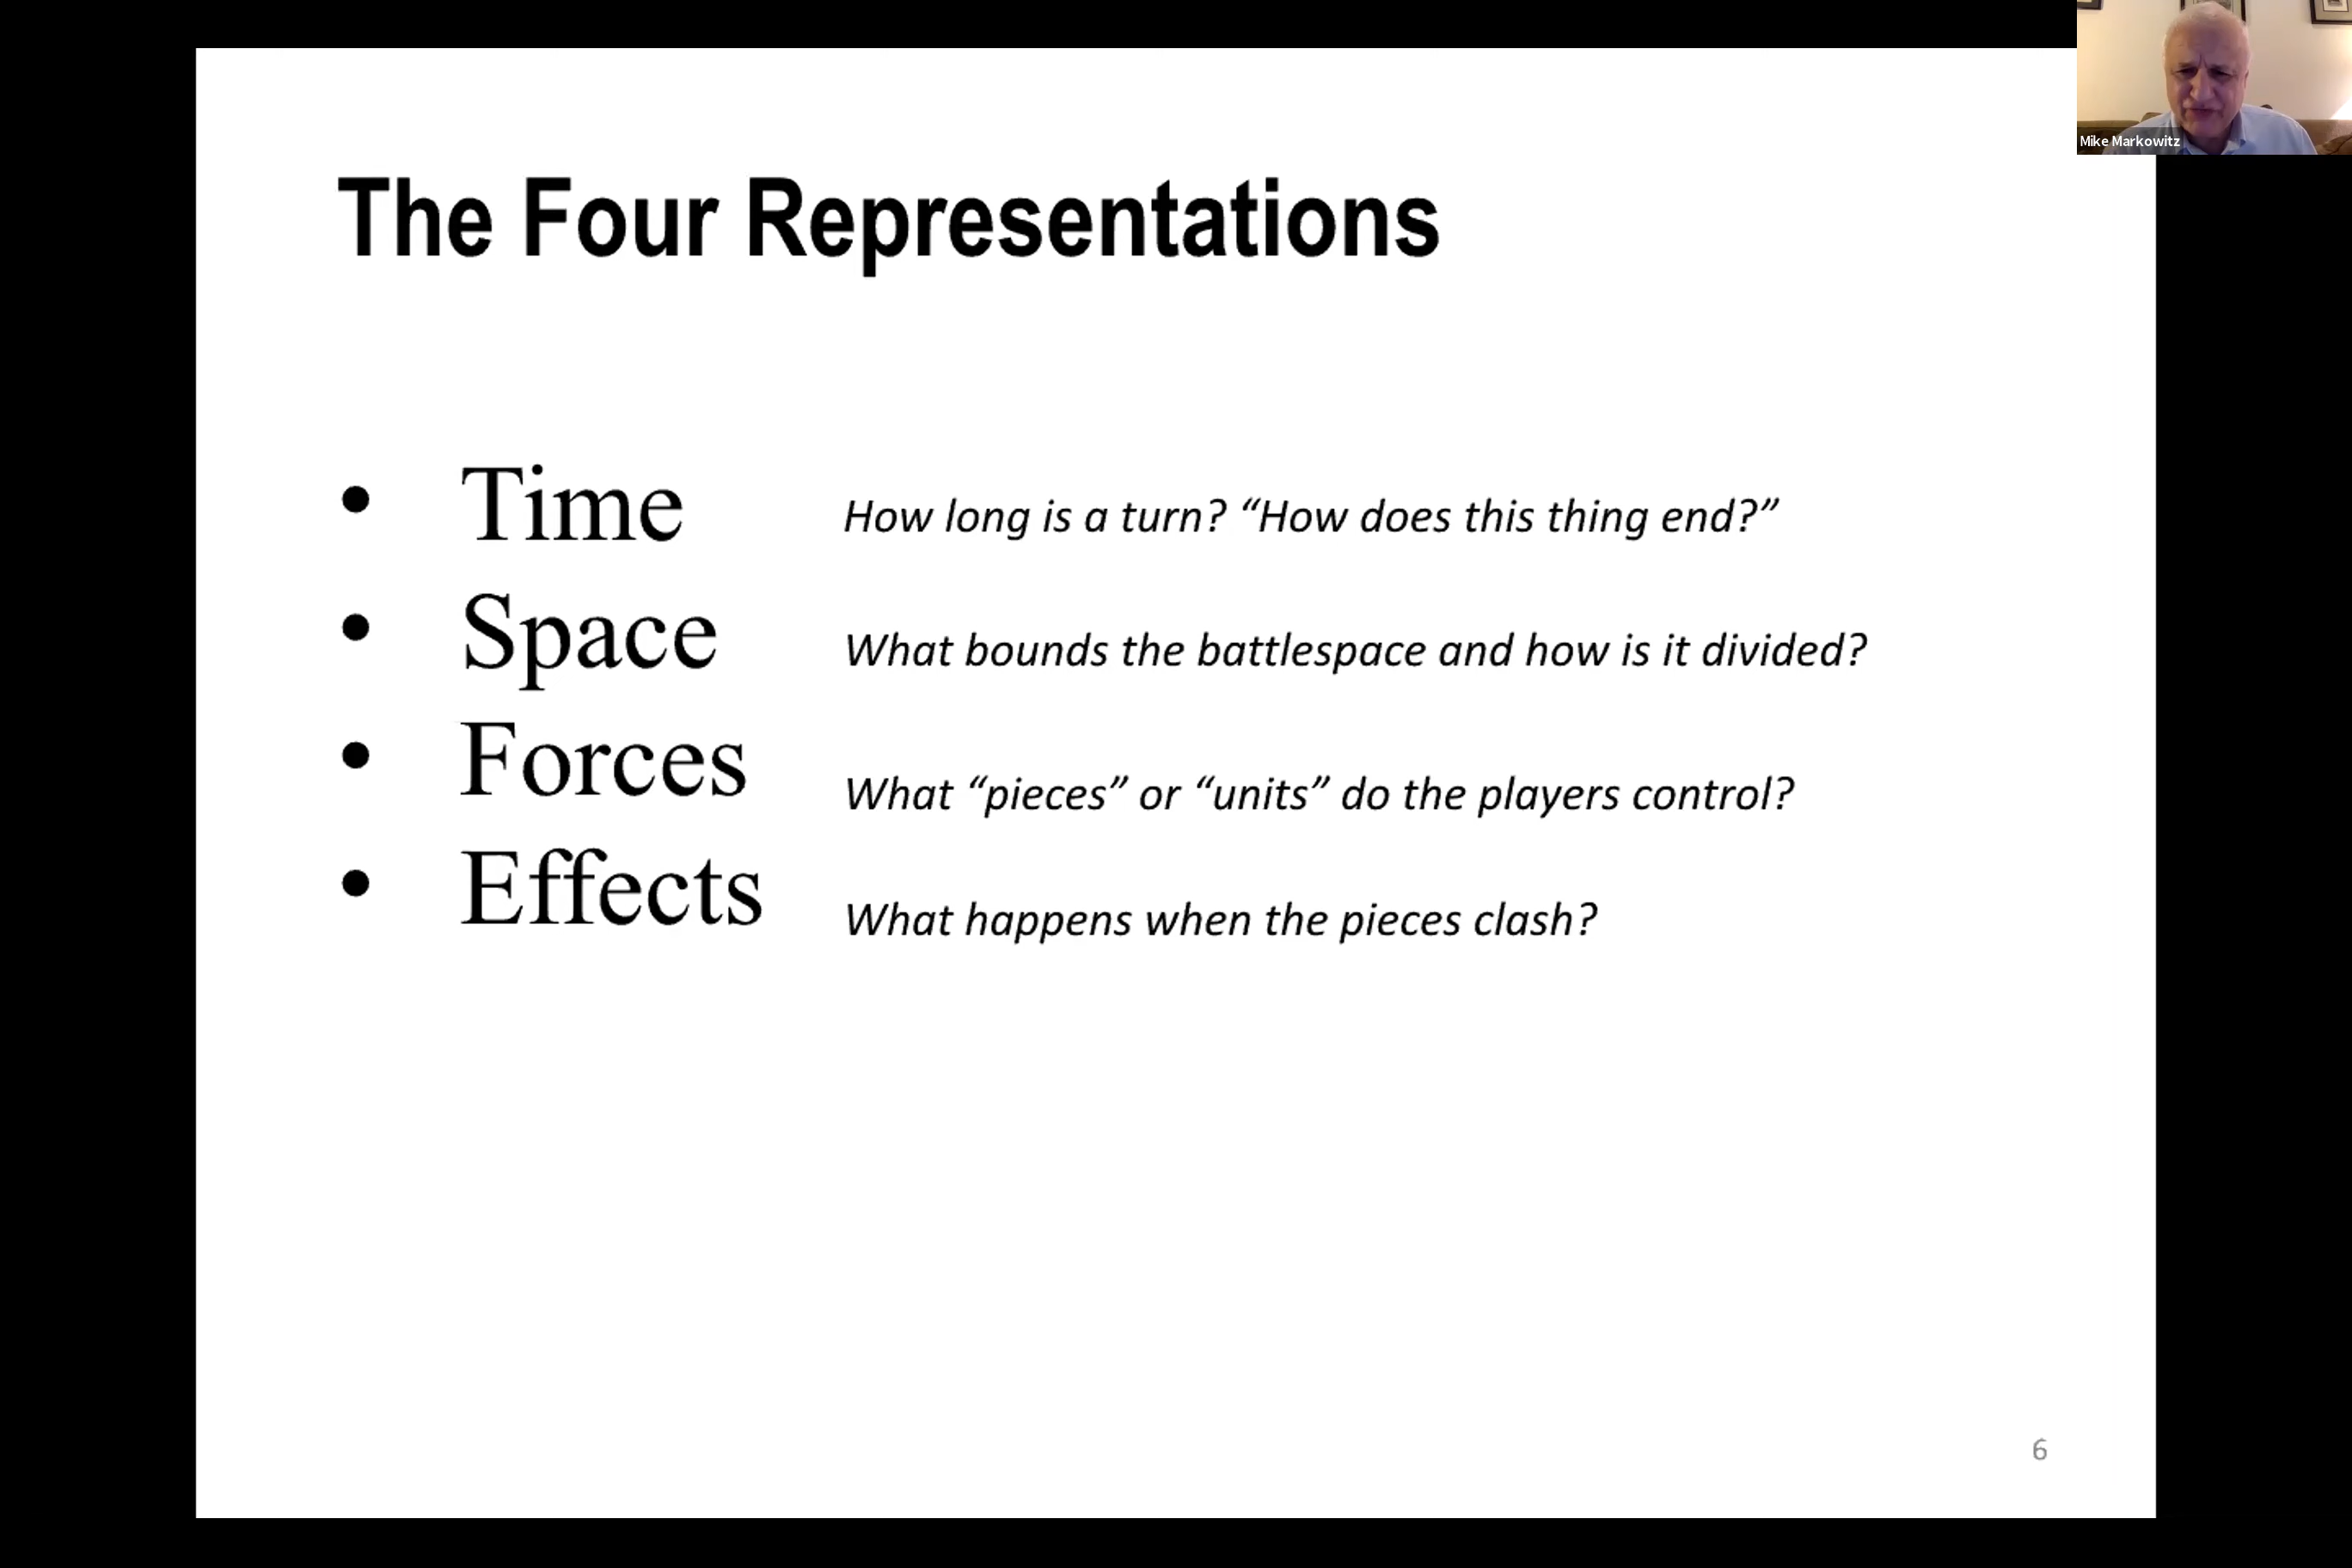 Mike Markowitz
The Four Representations
• Time How long is a turn? “How does this thing end?”
• Space What bounds the battlespace and how is it divided?
• Forces What “pieces” or “units” do the players control?
• Effects What happens when the pieces clash?
6